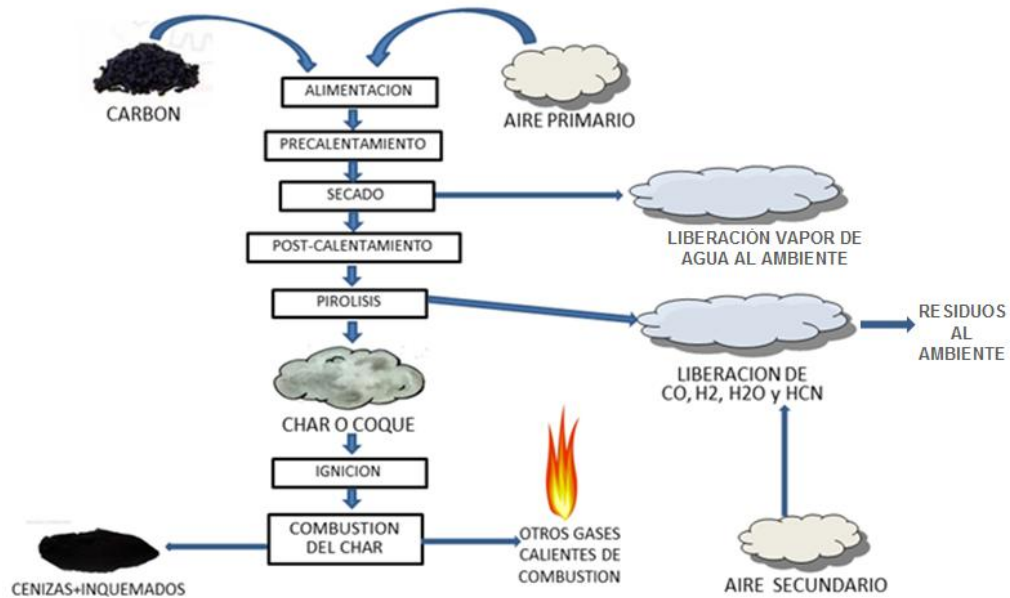 CARBON
AIRE PRIMARIO
ALIMENTACION
PRECALENTAMIENTO
SECADO
LIBERACIÓN VAPOR DE
AGUA AL AMBIENTE
POST-CALENTAMIENTO
PIROLISIS
RESIDUOS
AL
AMBIENTE
LIBERACION DE
CO, H2, H2O y HCN
CHAR O COQUE
IGNICION
COMBUSTION
DEL CHAR
OTROS GASES
CALIENTES DE
COMBUSTION
CENIZAS+INQUEMADOS
AIRE SECUNDARIO